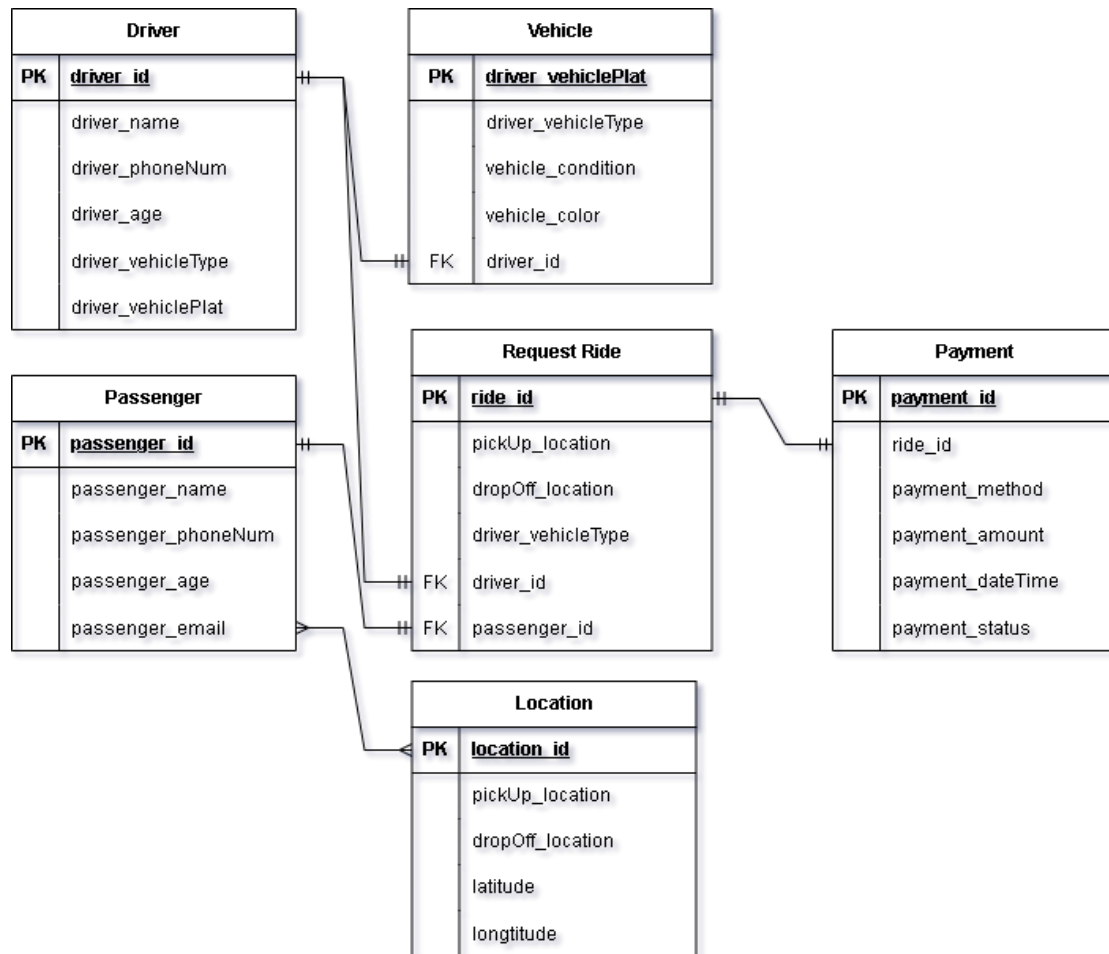 Driver
PK driver_id
driver_name
driver_phoneNum
driver_age
driver_vehicleType
driver_vehiclePlat
Vehicle
PK driver_vehiclePlat
driver_vehicleType
vehicle_condition
vehicle_color
FK driver_id
Passenger
PK passenger_id
passenger_name
passenger_phoneNum
passenger_age
passenger_email
Request Ride
PK ride_id
pickUp_location
dropOff_location
driver_vehicleType
FK driver_id
FK passenger_id
Payment
PK payment_id
ride_id
payment_method
payment_amount
payment_dateTime
payment_status
Location
PK location_id
pickUp_location
dropOff_location
latitude
longtitude